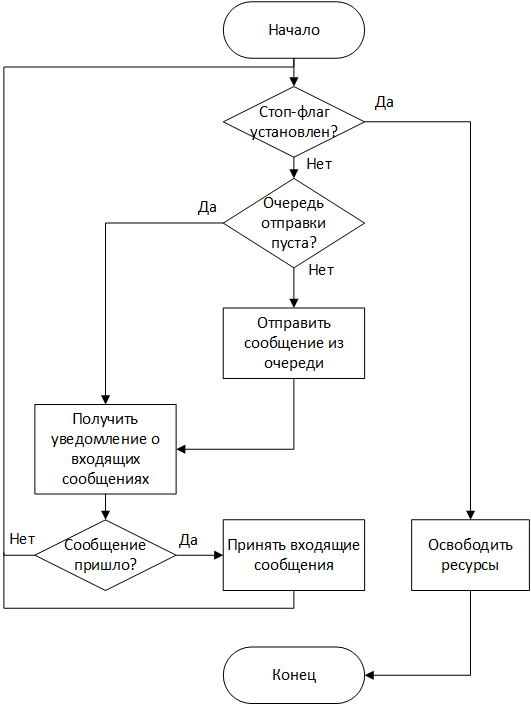 Начало
Стоп-флаг
установлен?
Да
Нет
Очередь
отправки
пуста?
Да
Нет
Отправить
сообщение из
очереди
Получить
уведомление о
входящих
сообщениях
Нет
Сообщение
пришло?
Да
Принять входящие
сообщения
Освободить
ресурсы
Конец